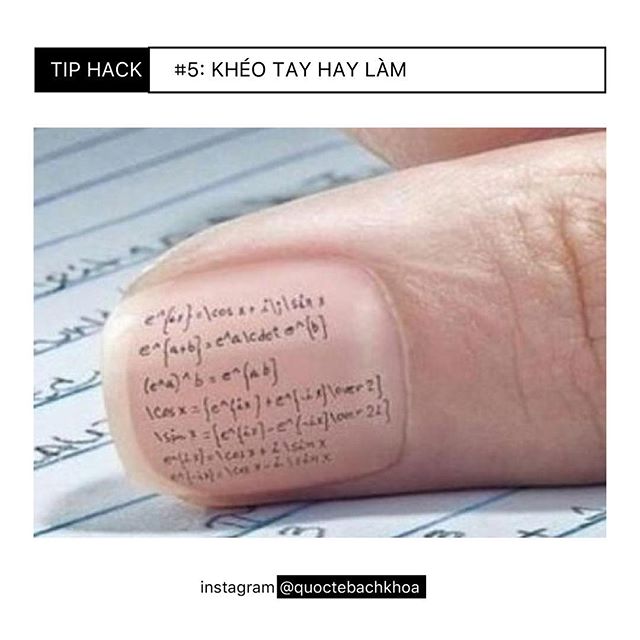 TIP HACK #5: KHÉO TAY HAY LÀM
e^{ix}=\cos x+i\;\sin x
e^{a+b}=e^a\cdot e^{b}
(e^a)^b=e^{ab}
\cos x={e^{ix}+e^{-ix}\over 2}
\sin x={e^{ix}-e^{-ix}\over 2i}
e^{ix}=\cos x+i\sin x
e^{-ix}=\cos x-i\sin x
instagram @quoctebachkhoa